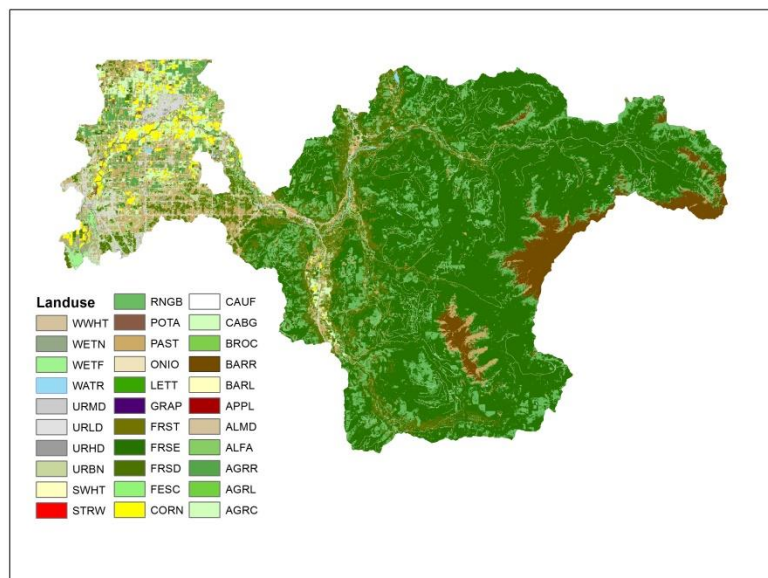 Landuse
WWHT
WETN
WETF
WATR
URMD
URLD
URHD
URBN
SWHT
STRW
RNGB
POTA
PAST
ONIO
LETT
GRAP
FRST
FRSE
FRSD
FESC
CORN
CAUF
CABG
BROC
BARR
BARL
APPL
ALMD
ALFA
AGRR
AGRL
AGRC